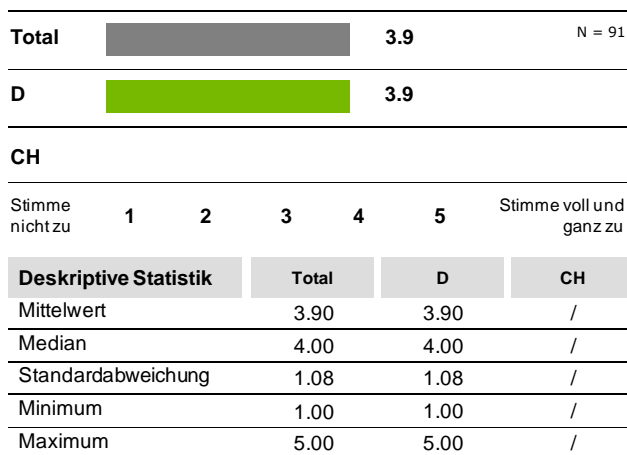 Total 3.9 N = 91
D 3.9
CH
Stimme nicht zu 1 2 3 4 5 Stimme voll und ganz zu
Deskriptive Statistik Total D CH
Mittelwert 3.90 3.90 /
Median 4.00 4.00 /
Standardabweichung 1.08 1.08 /
Minimum 1.00 1.00 /
Maximum 5.00 5.00 /